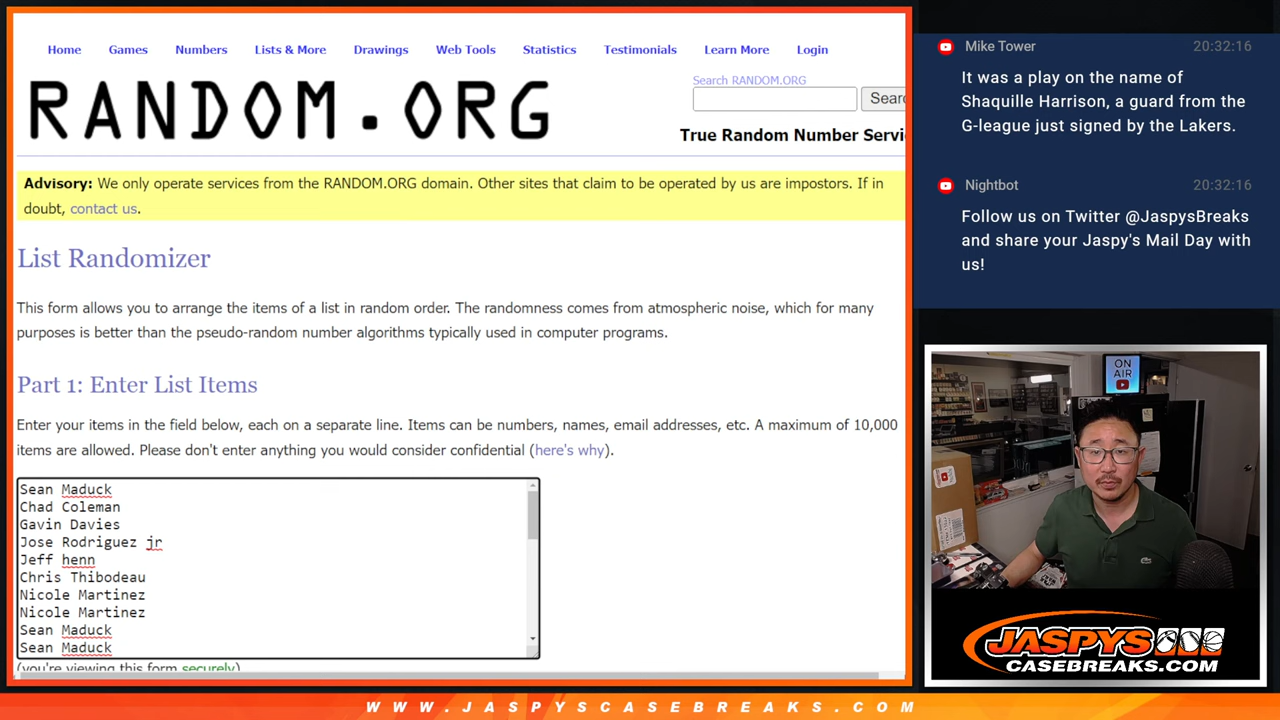 Home Games Numbers Lists & More Drawings Web Tools Statistics Testimonials Learn More Login
RANDOM.ORG
Search RANDOM.ORG
Searc
True Random Number Servi
Advisory: We only operate services from the RANDOM.ORG domain. Other sites that claim to be operated by us are impostors. If in
doubt, contact us.
List Randomizer
This form allows you to arrange the items of a list in random order. The randomness comes from atmospheric noise, which for many
purposes is better than the pseudo-random number algorithms typically used in computer programs.
Part 1: Enter List Items
Enter your items in the field below, each on a separate line. Items can be numbers, names, email addresses, etc. A maximum of 10,000
items are allowed. Please don't enter anything you would consider confidential (here's why).
Sean Maduck
Chad Coleman
Gavin Davies
Jose Rodriguez jr
Jeff henn
Chris Thibodeau
Nicole Martinez
Nicole Martinez
Sean Maduck
Sean Maduck
(you're viewing this form securely)
Mike Tower 20:32:16
It was a play on the name of
Shaquille Harrison, a guard from the
G-league just signed by the Lakers.
Nightbot 20:32:16
Follow us on Twitter @JaspysBreaks
and share your Jaspy's Mail Day with
us!
ON
AIR
JASPYS
CASEBREAKS.COM
WWW.JASPYSCASEBREAKS.COM